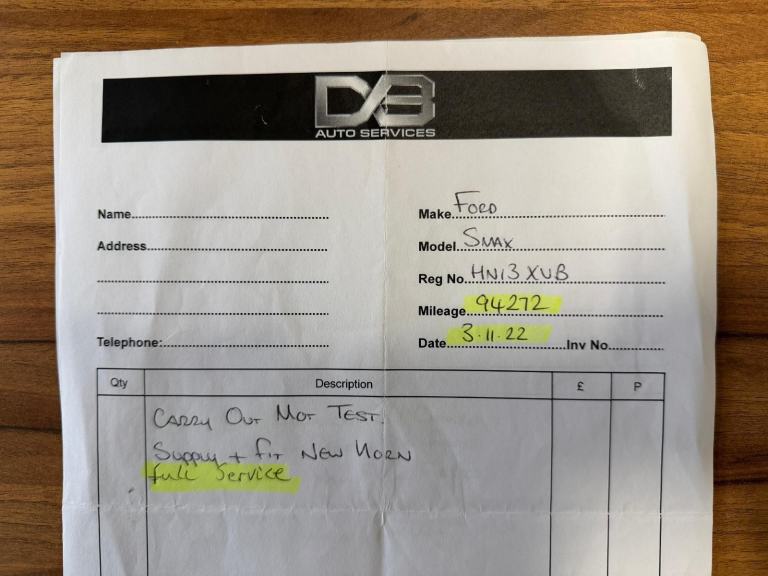 DAB
AUTO SERVICES
Name
Address
Telephone:
Make Ford
Model SMAX
Reg No. HN13 XUB
Mileage 94272
Date 3.11.22 Inv No.
Qty Description £ P
CARRY OUT MOT TEST.
SUPPLY + FIT NEW HORN
Full Service